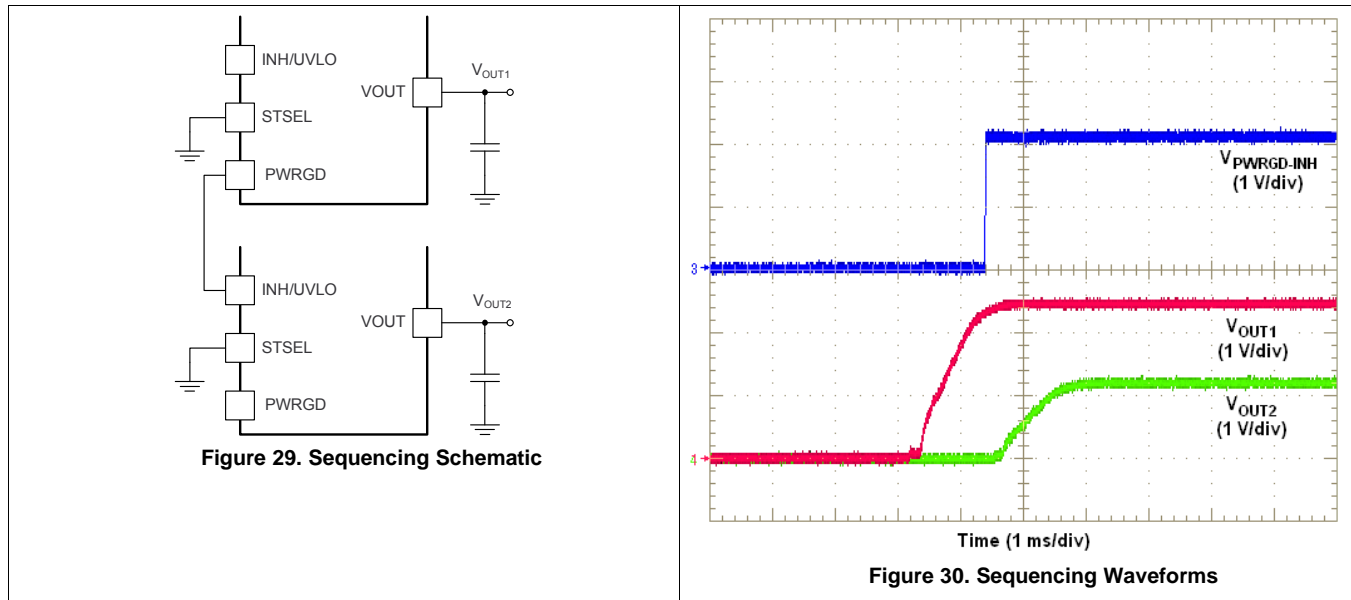 INH/UVLO
VOUT
VOUT1
STSEL
PWRGD
INH/UVLO
VOUT
VOUT2
STSEL
PWRGD
Figure 29. Sequencing Schematic
VPWRGD-INH
(1 V/div)
3
VOUT1
(1 V/div)
VOUT2
(1 V/div)
Time (1 ms/div)
Figure 30. Sequencing Waveforms